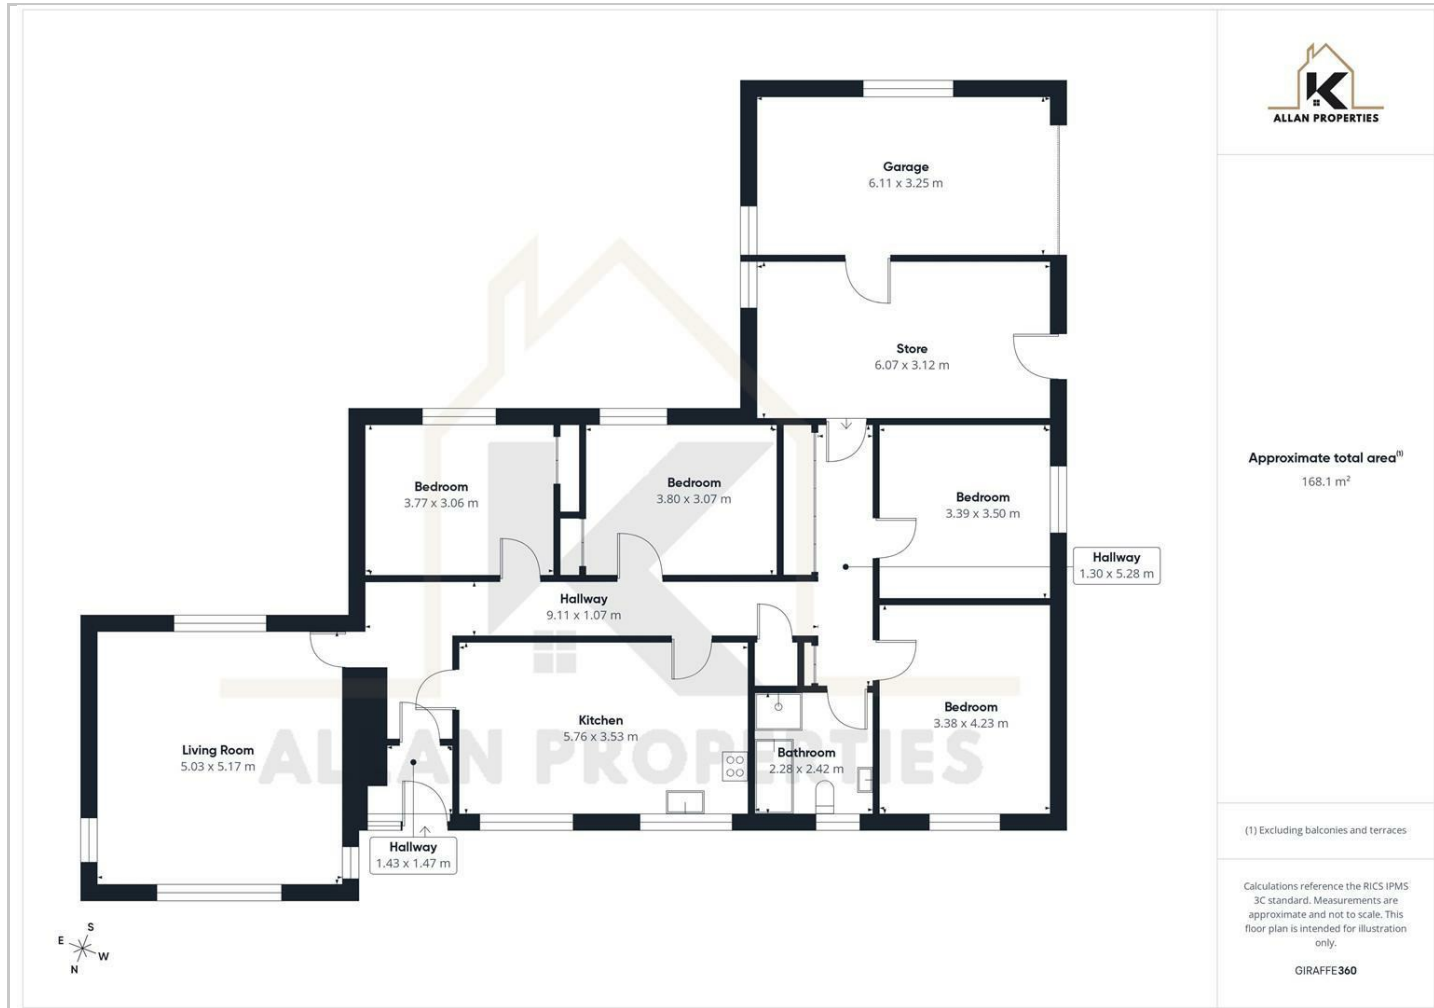 ALLAN PROPERTIES
Garage
6.11 x 3.25 m
Store
6.07 x 3.12 m
Bedroom
3.77 x 3.06 m
Bedroom
3.80 x 3.07 m
Bedroom
3.39 x 3.50 m
Hallway
1.30 x 5.28 m
Hallway
9.11 x 1.07 m
Living Room
5.03 x 5.17 m
Kitchen
5.76 x 3.53 m
Bathroom
2.28 x 2.42 m
Bedroom
3.38 x 4.23 m
Hallway
1.43 x 1.47 m
ALLAN PROPERTIES
S
E
W
N
Approximate total area(1)
168.1 m²
(1) Excluding balconies and terraces
Calculations reference the RICS IPMS
3C standard. Measurements are
approximate and not to scale. This
floor plan is intended for illustration
only.
GIRAFFE360